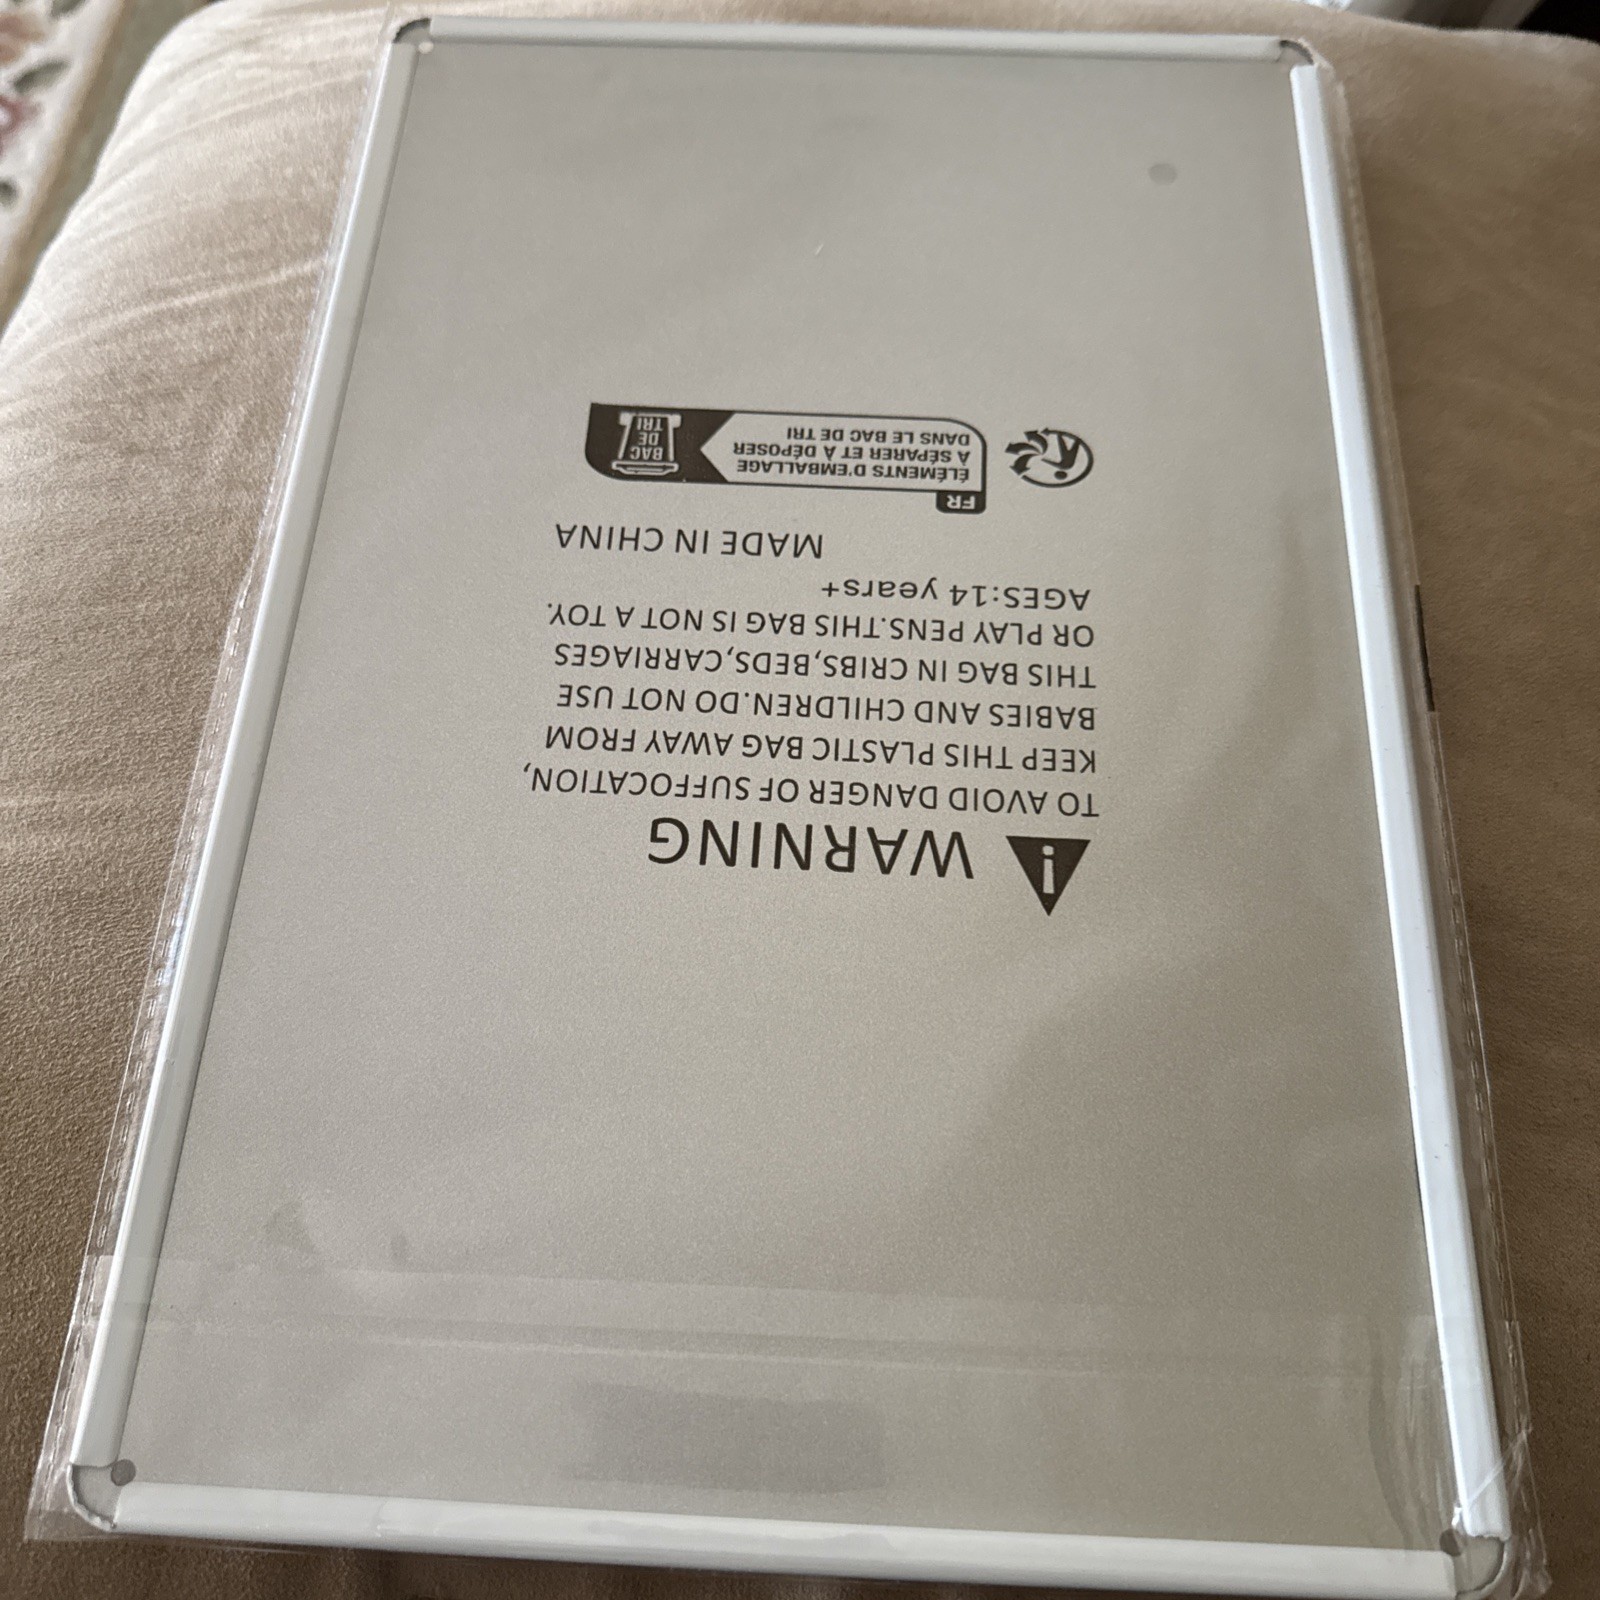 WARNING
TO AVOID DANGER OF SUFFOCATION,
KEEP THIS PLASTIC BAG AWAY FROM
BABIES AND CHILDREN.DO NOT USE
THIS BAG IN CRIBS,BEDS,CARRIAGES
OR PLAY PENS.THIS BAG IS NOT A TOY.
AGES:14 years+
MADE IN CHINA
FR
ÉLÉMENTS D'EMBALLAGE
À SÉPARER ET À DÉPOSER
DANS LE BAC DE TRI
BAC
DE
TRI